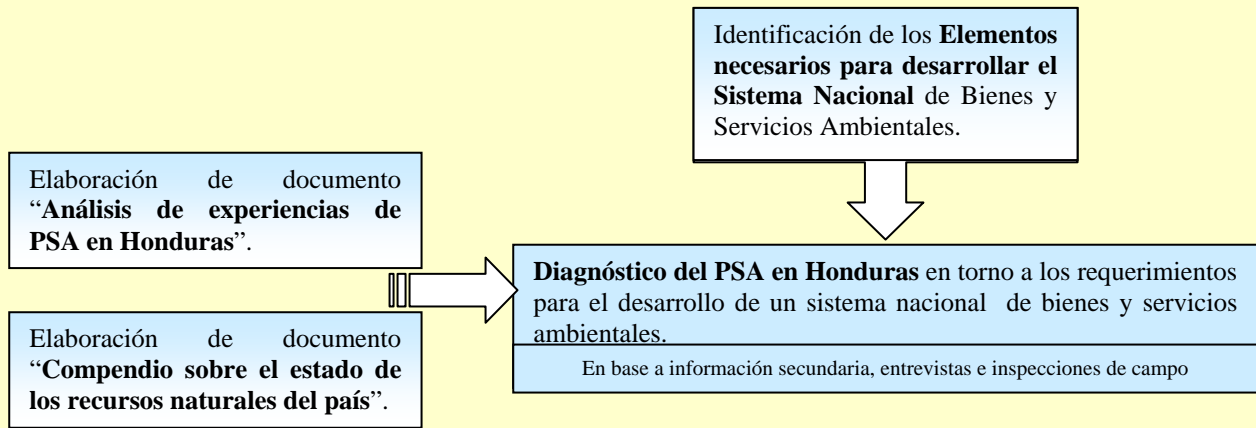 Identificación de los Elementos
necesarios para desarrollar el
Sistema Nacional de Bienes y
Servicios Ambientales.
Elaboración de documento
“Análisis de experiencias de
PSA en Honduras”.
Elaboración de documento
“Compendio sobre el estado de
los recursos naturales del país”.
Diagnóstico del PSA en Honduras en torno a los requerimientos
para el desarrollo de un sistema nacional de bienes y servicios
ambientales.
En base a información secundaria, entrevistas e inspecciones de campo